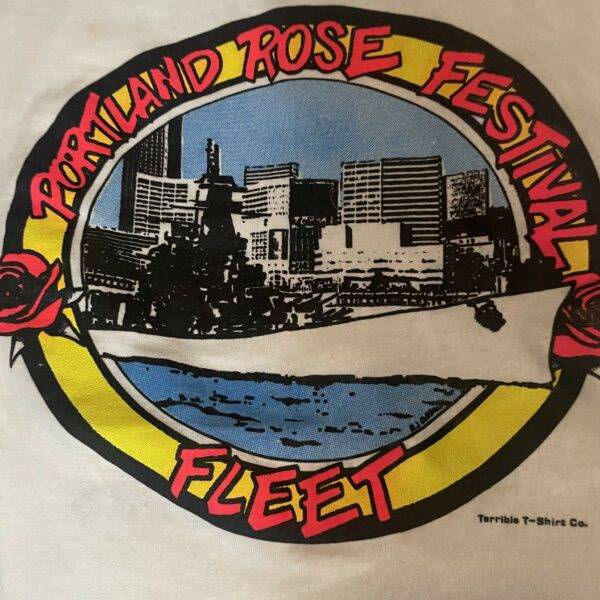 PORTLAND ROSE FESTIVAL
FLEET
Terrible T-Shirt Co.